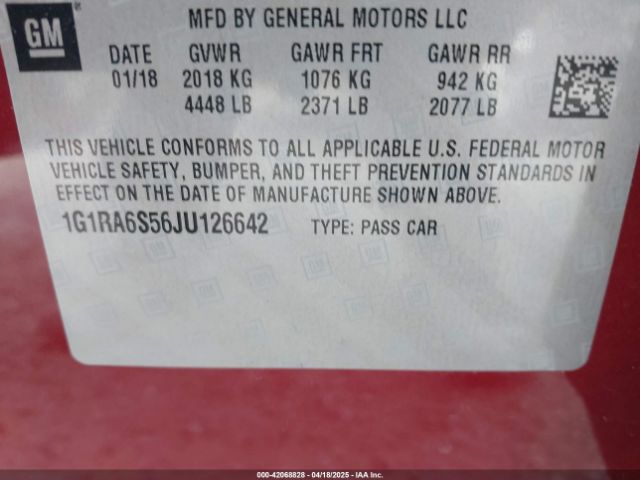 GM
MFD BY GENERAL MOTORS LLC
DATE GVWR GAWR FRT GAWR RR
01/18 2018 KG 1076 KG 942 KG
4448 LB 2371 LB 2077 LB
THIS VEHICLE CONFORMS TO ALL APPLICABLE U.S. FEDERAL MOTOR
VEHICLE SAFETY, BUMPER, AND THEFT PREVENTION STANDARDS IN
EFFECT ON THE DATE OF MANUFACTURE SHOWN ABOVE.
1G1RA6S56JU126642 TYPE: PASS CAR
000-42068828 - 04/18/2025 - IAA Inc.